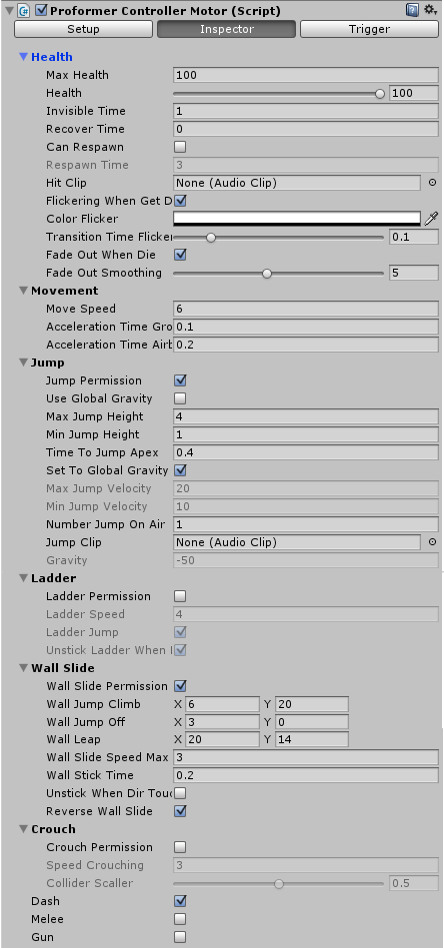 Proformer Controller Motor (Script)
Setup Inspector Trigger
Health
Max Health 100
Health 100
Invisible Time 1
Recover Time 0
Can Respawn
Respawn Time 3
Hit Clip None (Audio Clip)
Flickering When Get D
Color Flicker
Transition Time Flicker 0.1
Fade Out When Die
Fade Out Smoothing 5
Movement
Move Speed 6
Acceleration Time Gro 0.1
Acceleration Time Airb 0.2
Jump
Jump Permission
Use Global Gravity
Max Jump Height 4
Min Jump Height 1
Time To Jump Apex 0.4
Set To Global Gravity
Max Jump Velocity 20
Min Jump Velocity 10
Number Jump On Air 1
Jump Clip None (Audio Clip)
Gravity -50
Ladder
Ladder Permission
Ladder Speed 4
Ladder Jump
Unstick Ladder When
Wall Slide
Wall Slide Permission
Wall Jump Climb X 6 Y 20
Wall Jump Off X 3 Y 0
Wall Leap X 20 Y 14
Wall Slide Speed Max 3
Wall Stick Time 0.2
Unstick When Dir Touc
Reverse Wall Slide
Crouch
Crouch Permission
Speed Crouching 3
Collider Scaller 0.5
Dash
Melee
Gun